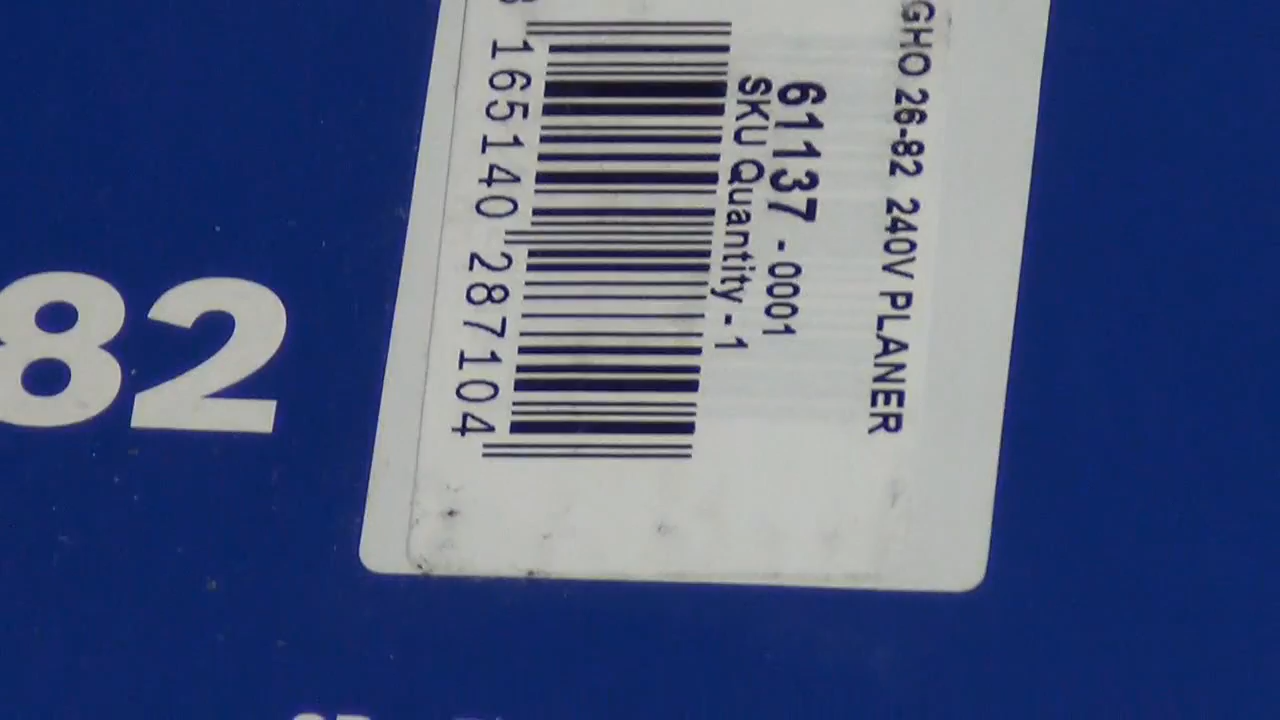 GHO 26-82 240V PLANER
61137 - 0001
SKU Quantity - 1
165140 287104
82